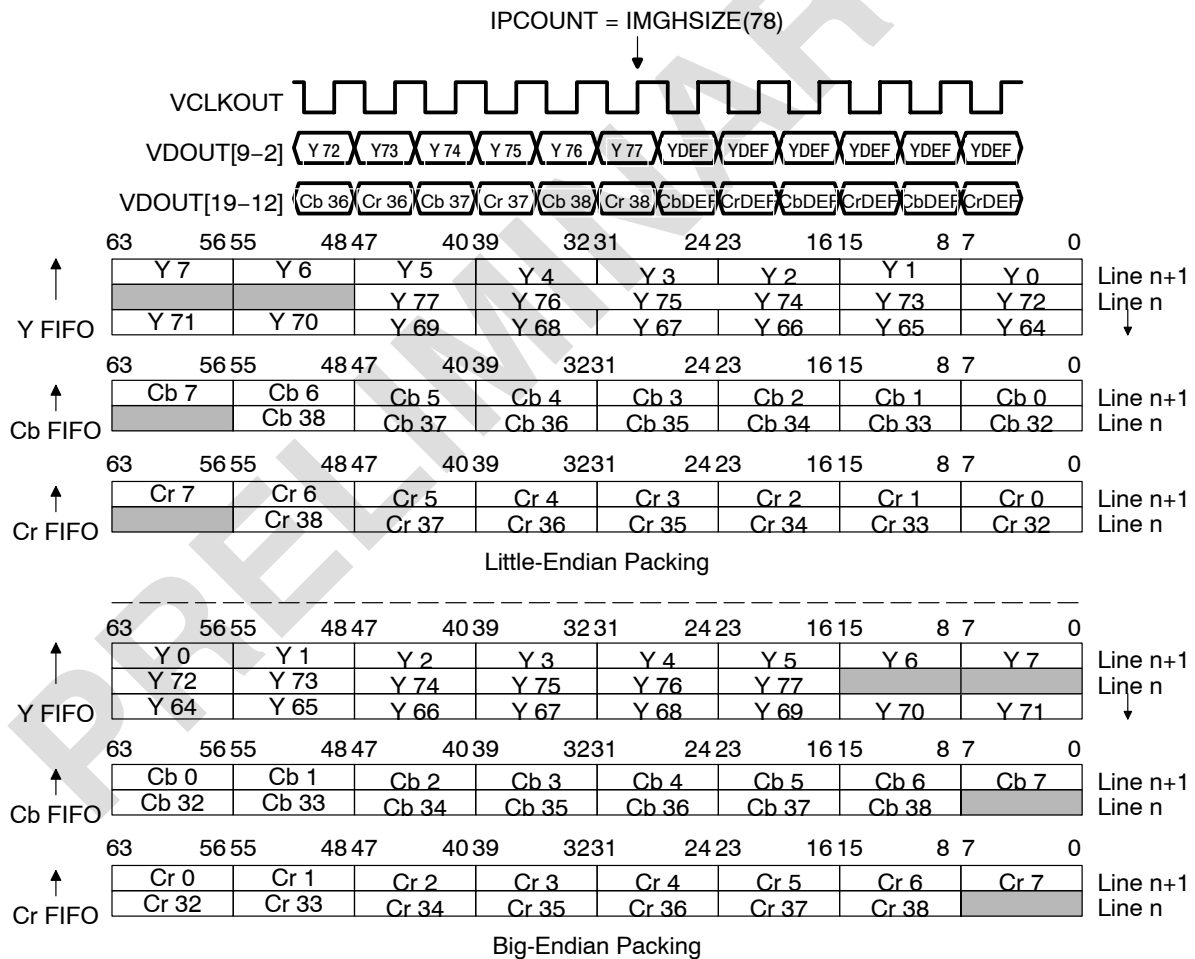 IPCOUNT = IMGHSIZE(78)
VCLKOUT
VDOUT[9–2] Y 72 Y73 Y 74 Y 75 Y 76 Y 77 YDEF YDEF YDEF YDEF YDEF YDEF
VDOUT[19–12] Cb 36 Cr 36 Cb 37 Cr 37 Cb 38 Cr 38 CbDEF CrDEF CbDEF CrDEF CbDEF CrDEF
63 56 55 48 47 40 39 32 31 24 23 16 15 8 7 0
Y 7 Y 6 Y 5 Y 4 Y 3 Y 2 Y 1 Y 0 Line n+1
Y 77 Y 76 Y 75 Y 74 Y 73 Y 72 Line n
Y FIFO Y 71 Y 70 Y 69 Y 68 Y 67 Y 66 Y 65 Y 64
63 56 55 48 47 40 39 32 31 24 23 16 15 8 7 0
Cb 7 Cb 6 Cb 5 Cb 4 Cb 3 Cb 2 Cb 1 Cb 0 Line n+1
Cb FIFO Cb 38 Cb 37 Cb 36 Cb 35 Cb 34 Cb 33 Cb 32 Line n
63 56 55 48 47 40 39 32 31 24 23 16 15 8 7 0
Cr 7 Cr 6 Cr 5 Cr 4 Cr 3 Cr 2 Cr 1 Cr 0 Line n+1
Cr FIFO Cr 38 Cr 37 Cr 36 Cr 35 Cr 34 Cr 33 Cr 32 Line n
Little-Endian Packing
63 56 55 48 47 40 39 32 31 24 23 16 15 8 7 0
Y 0 Y 1 Y 2 Y 3 Y 4 Y 5 Y 6 Y 7 Line n+1
Y 72 Y 73 Y 74 Y 75 Y 76 Y 77 Line n
Y FIFO Y 64 Y 65 Y 66 Y 67 Y 68 Y 69 Y 70 Y 71
63 56 55 48 47 40 39 32 31 24 23 16 15 8 7 0
Cb 0 Cb 1 Cb 2 Cb 3 Cb 4 Cb 5 Cb 6 Cb 7 Line n+1
Cb FIFO Cb 32 Cb 33 Cb 34 Cb 35 Cb 36 Cb 37 Cb 38 Line n
63 56 55 48 47 40 39 32 31 24 23 16 15 8 7 0
Cr 0 Cr 1 Cr 2 Cr 3 Cr 4 Cr 5 Cr 6 Cr 7 Line n+1
Cr FIFO Cr 32 Cr 33 Cr 34 Cr 35 Cr 36 Cr 37 Cr 38 Line n
Big-Endian Packing
PRELIMINAR